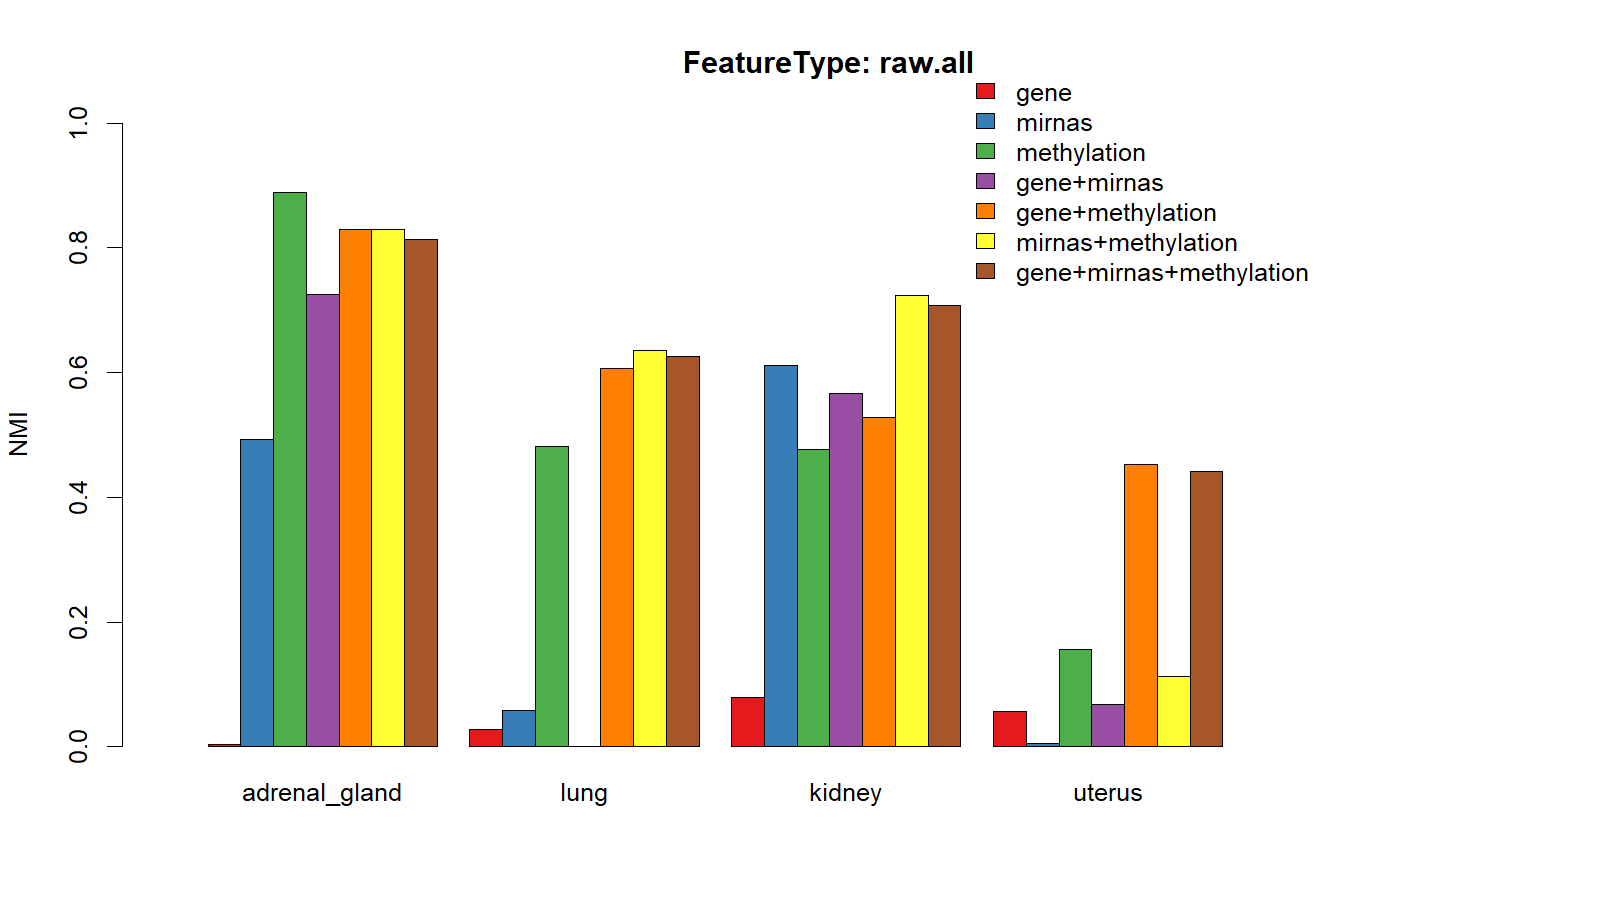 FeatureType: raw.all
gene
mirnas
methylation
gene+mirnas
gene+methylation
mirnas+methylation
gene+mirnas+methylation
NMI
1.0
0.8
0.6
0.4
0.2
0.0
adrenal_gland
lung
kidney
uterus